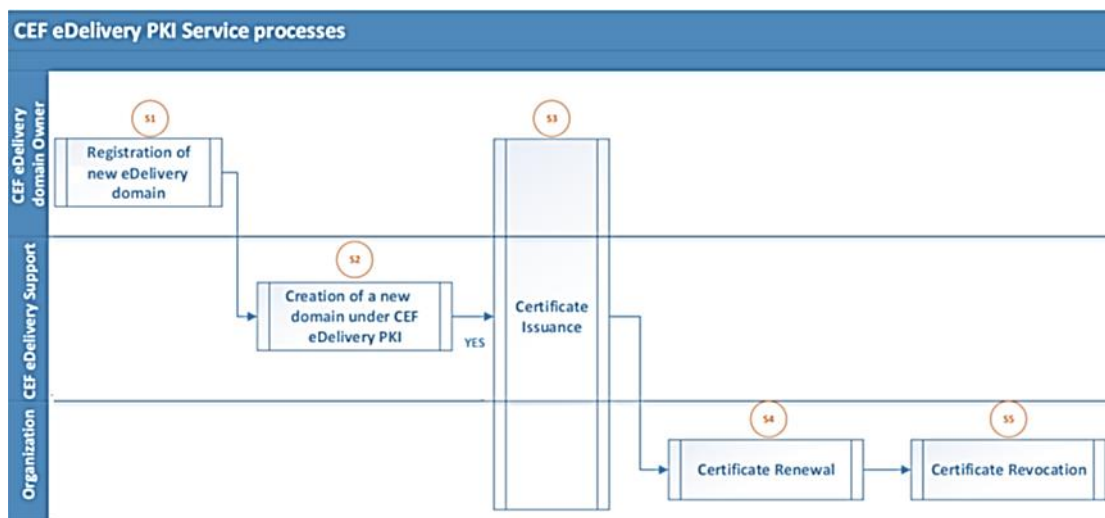 CEF eDelivery PKI Service processes
CEF eDelivery
domain Owner
S1
Registration of
new eDelivery
domain
S3
Certificate
Issuance
CEF eDelivery Support
S2
Creation of a new
domain under CEF
eDelivery PKI
YES
Organization
S4
Certificate Renewal
S5
Certificate Revocation